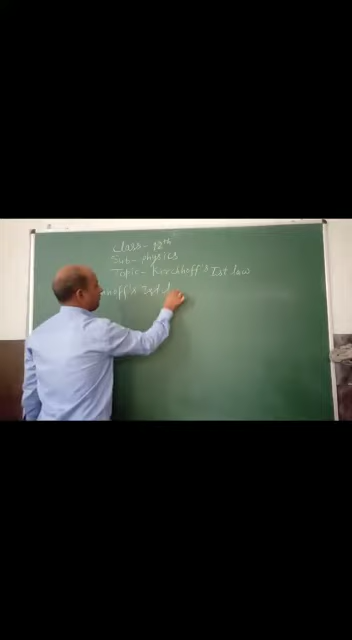 Class - 12th
Sub - physics
Topic - Kirchhoff's Ist law
hoff's Ist l